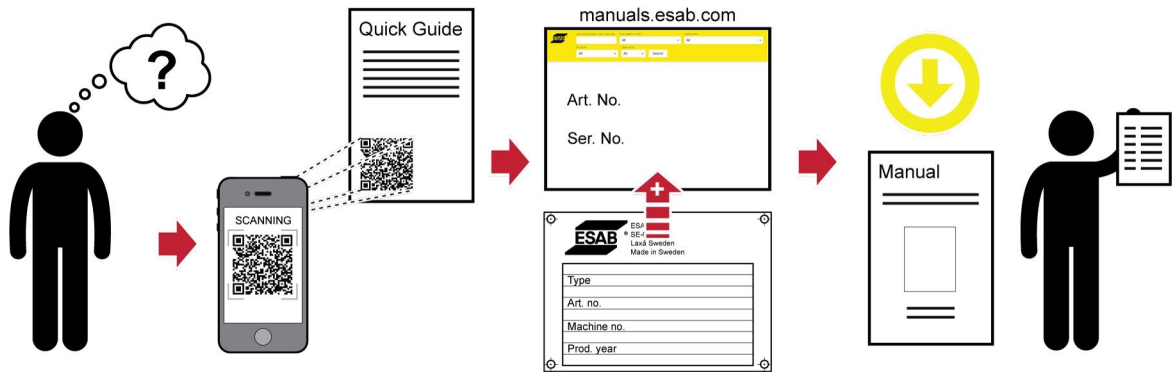 ?
Quick Guide
SCANNING
manuals.esab.com
Art. No.
Ser. No.
ESAB
Laxå Sweden
Made in Sweden
Type
Art. no.
Machine no.
Prod. year
Manual